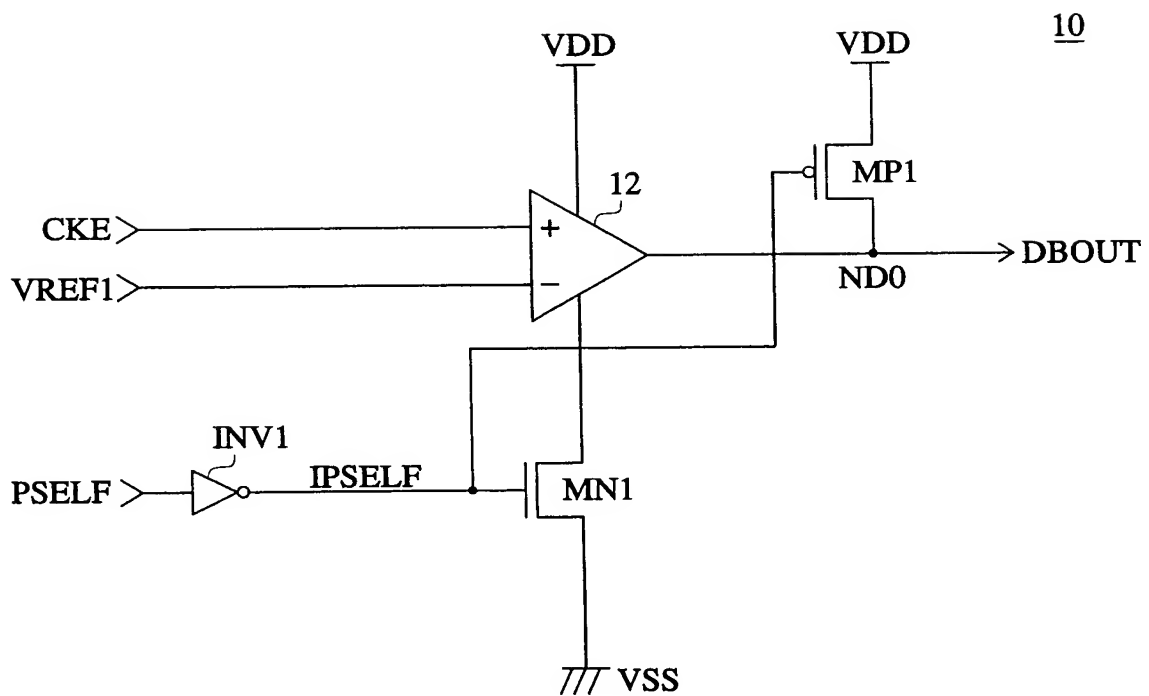 10
VDD
VDD
12
MP1
CKE
+
DBOUT
VREF1
−
ND0
INV1
PSELF
IPSELF
MN1
VSS